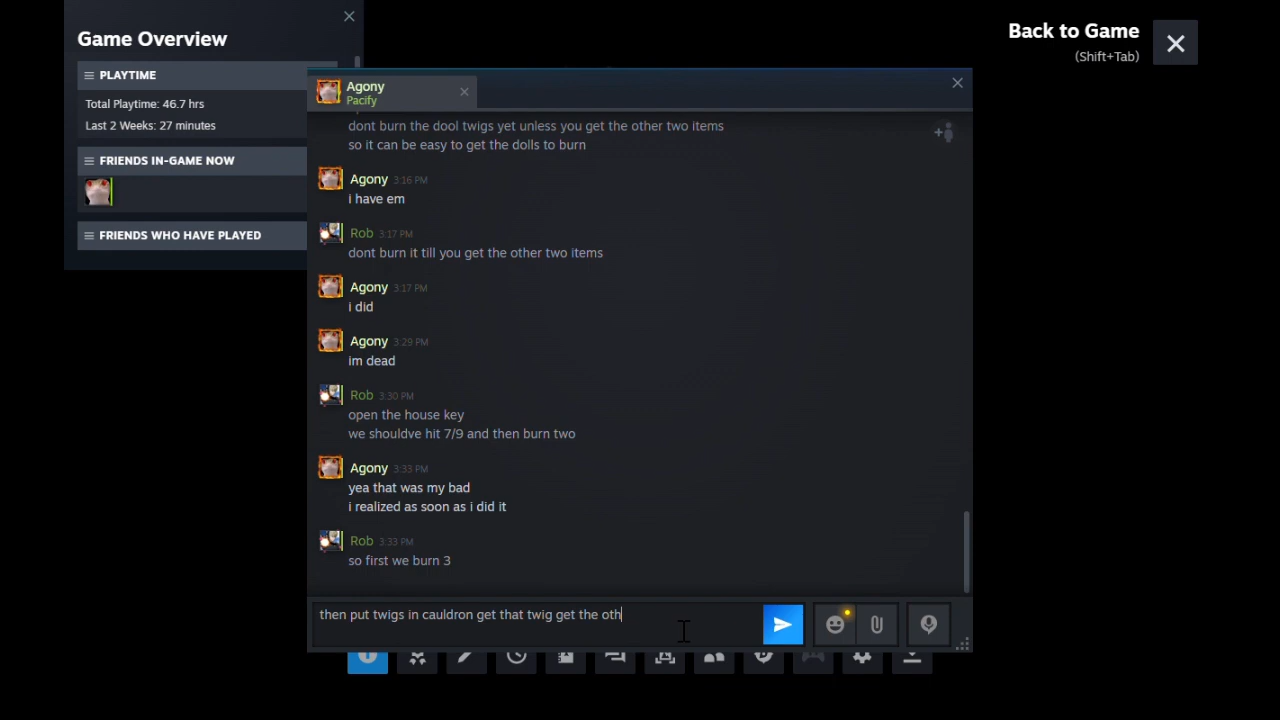 Game Overview
Back to Game
(Shift+Tab)
PLAYTIME
Total Playtime: 46.7 hrs
Last 2 Weeks: 27 minutes
FRIENDS IN-GAME NOW
FRIENDS WHO HAVE PLAYED
Agony
Pacify
dont burn the dool twigs yet unless you get the other two items
so it can be easy to get the dolls to burn
Agony 3:16 PM
i have em
Rob 3:17 PM
dont burn it till you get the other two items
Agony 3:17 PM
i did
Agony 3:29 PM
im dead
Rob 3:30 PM
open the house key
we shouldve hit 7/9 and then burn two
Agony 3:33 PM
yea that was my bad
i realized as soon as i did it
Rob 3:33 PM
so first we burn 3
then put twigs in cauldron get that twig get the oth